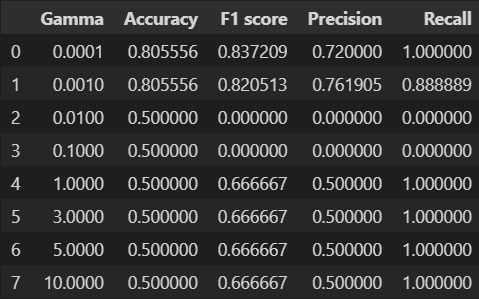 Gamma Accuracy F1 score Precision Recall
0 0.0001 0.805556 0.837209 0.720000 1.000000
1 0.0010 0.805556 0.820513 0.761905 0.888889
2 0.0100 0.500000 0.000000 0.000000 0.000000
3 0.1000 0.500000 0.000000 0.000000 0.000000
4 1.0000 0.500000 0.666667 0.500000 1.000000
5 3.0000 0.500000 0.666667 0.500000 1.000000
6 5.0000 0.500000 0.666667 0.500000 1.000000
7 10.0000 0.500000 0.666667 0.500000 1.000000